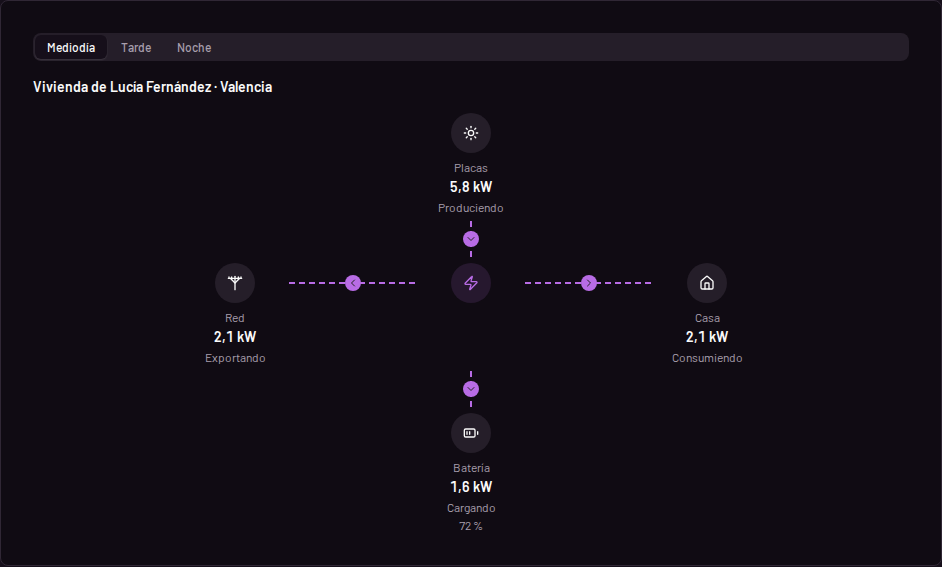 Mediodia Tarde Noche
Vivienda de Lucía Fernández · Valencia
Placas
5,8 kW
Produciendo
Red
2,1 kW
Exportando
Casa
2,1 kW
Consumiendo
Batería
1,6 kW
Cargando
72 %